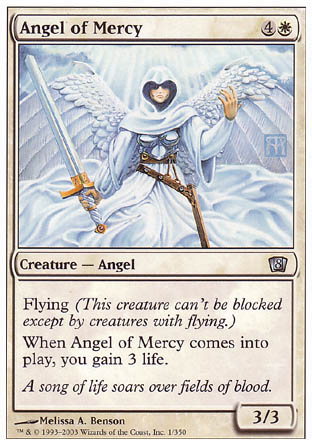 Angel of Mercy 4
Creature — Angel 8
Flying (This creature can't be blocked
except by creatures with flying.)
When Angel of Mercy comes into
play, you gain 3 life.
A song of life soars over fields of blood.
Melissa A. Benson
™ & © 1993–2003 Wizards of the Coast, Inc. 1/350
3/3